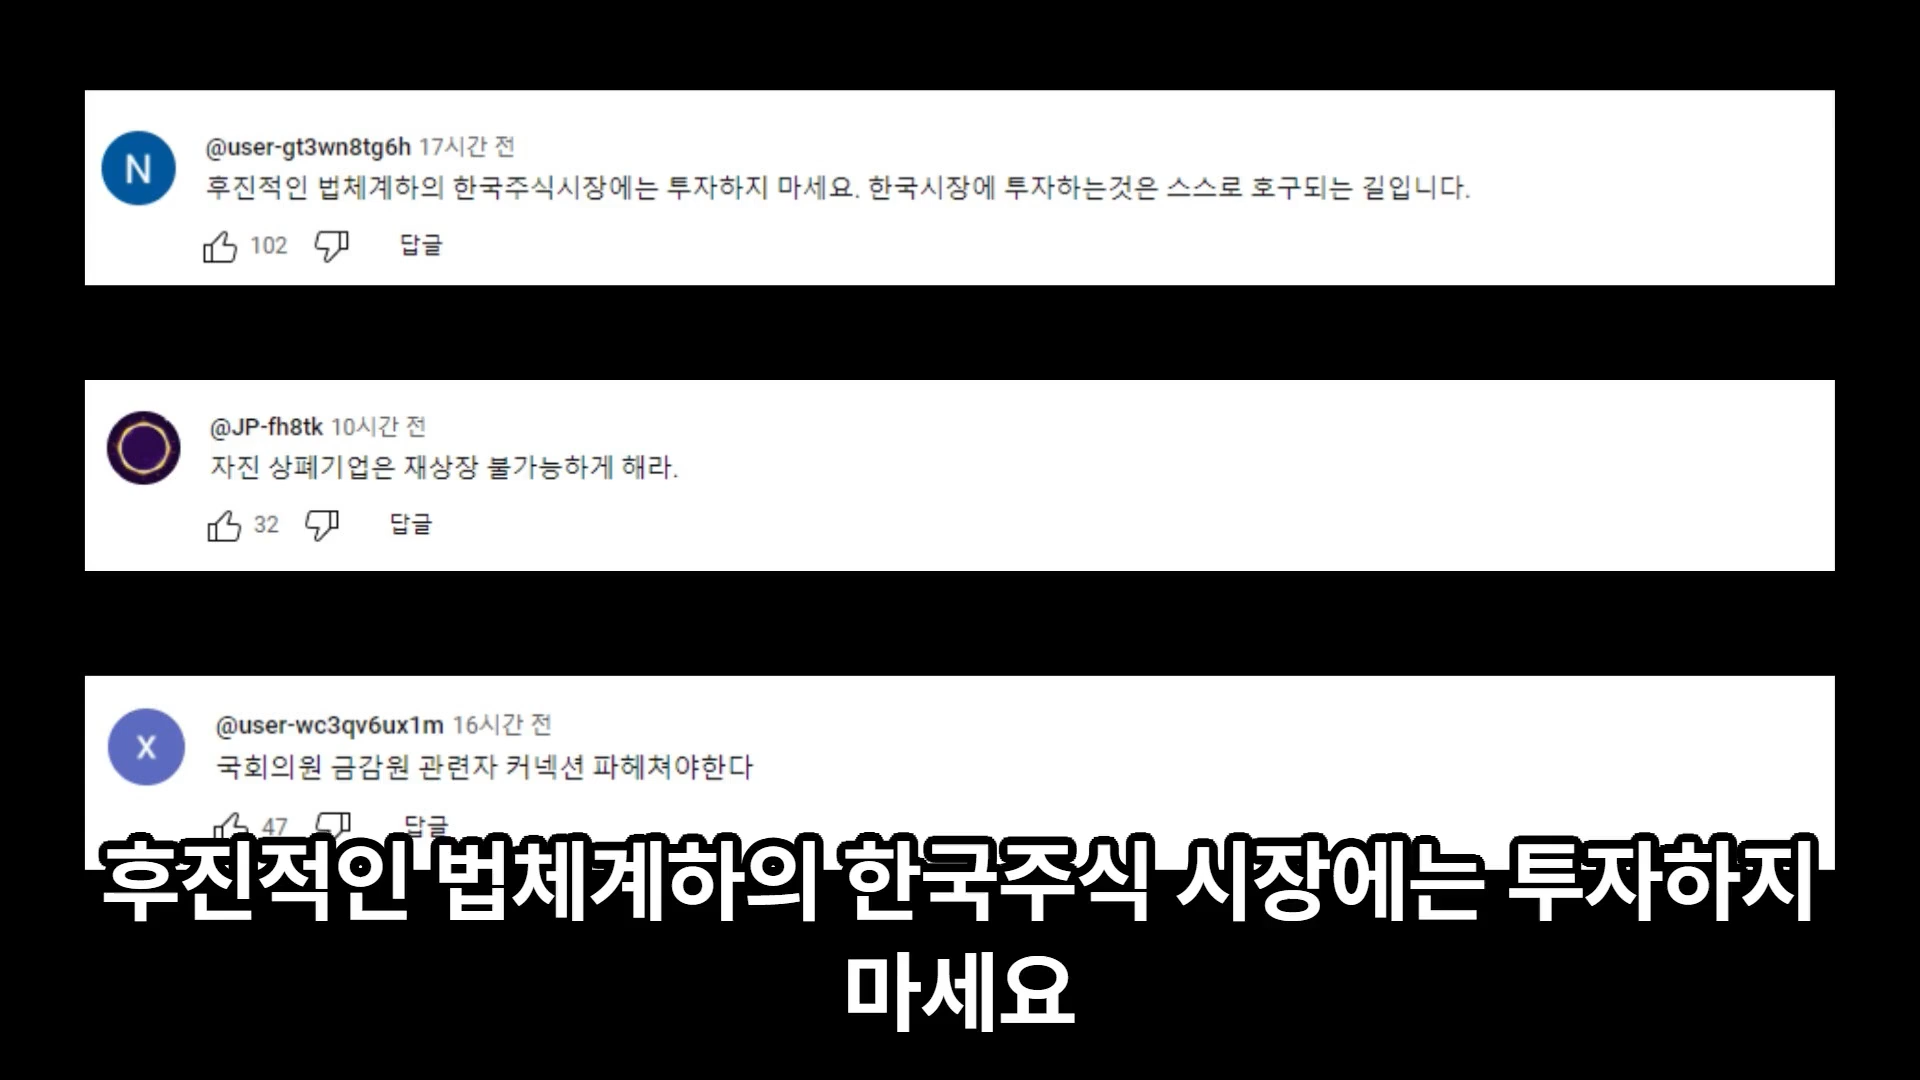 N
@user-gt3wn8tg6h 17시간 전
후진적인 법체계하의 한국주식시장에는 투자하지 마세요. 한국시장에 투자하는것은 스스로 호구되는 길입니다.
102 답글
@JP-fh8tk 10시간 전
자진 상폐기업은 재상장 불가능하게 해라.
32 답글
X
@user-wc3qv6ux1m 16시간 전
국회의원 금감원 관련자 커넥션 파헤쳐야한다
47 답글
후진적인 법체계하의 한국주식 시장에는 투자하지
마세요